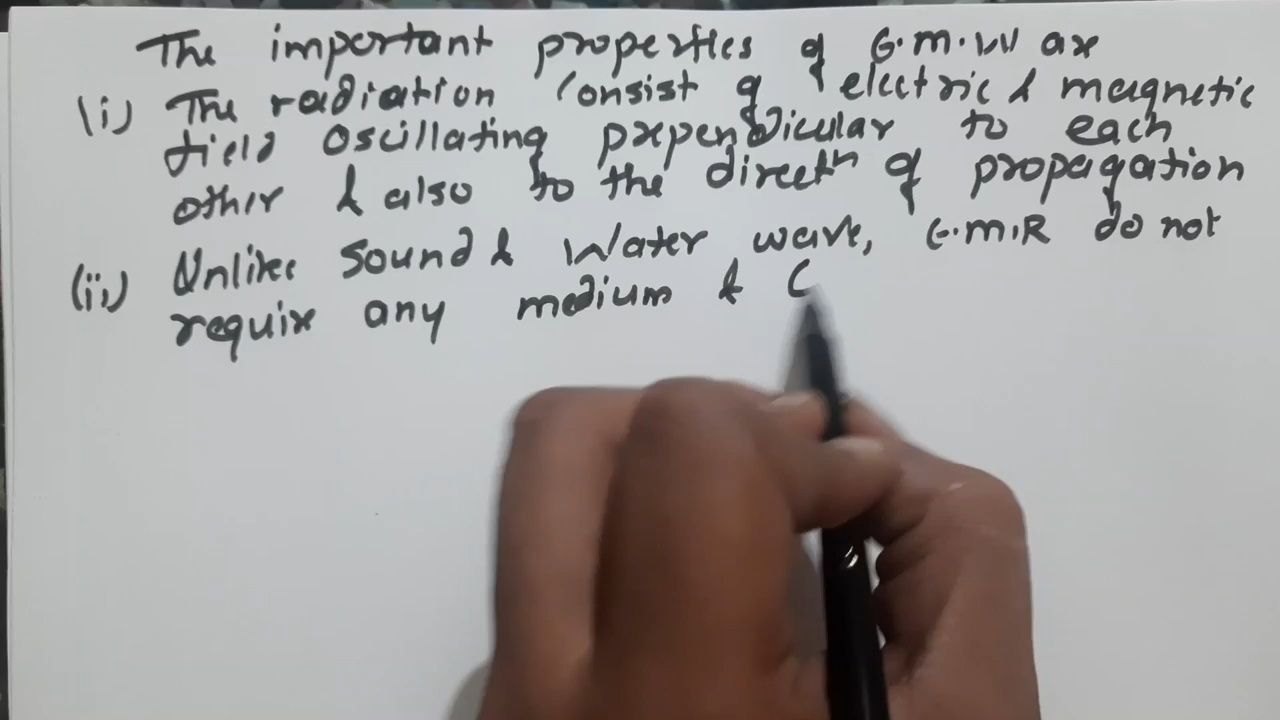 The important properties of E.M.W are
(i) The radiation consist of electric & magnetic
field oscillating perpendicular to each
other & also to the directn of propagation
(ii) Unlike sound & water wave, E.M.R do not
require any medium & C